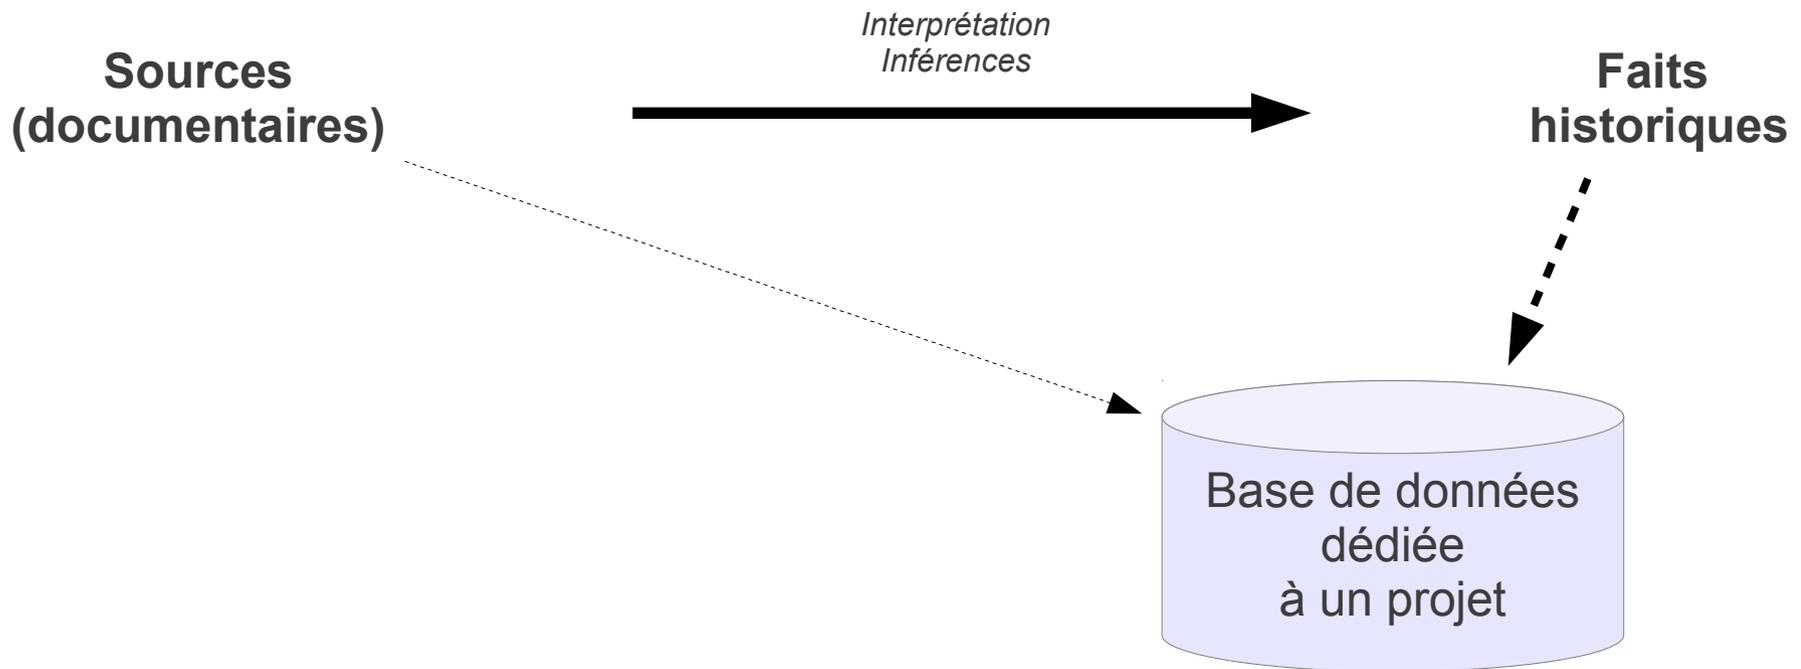 Interprétation
Inférences
Sources
(documentaires)
Faits
historiques
Base de données
dédiée
à un projet